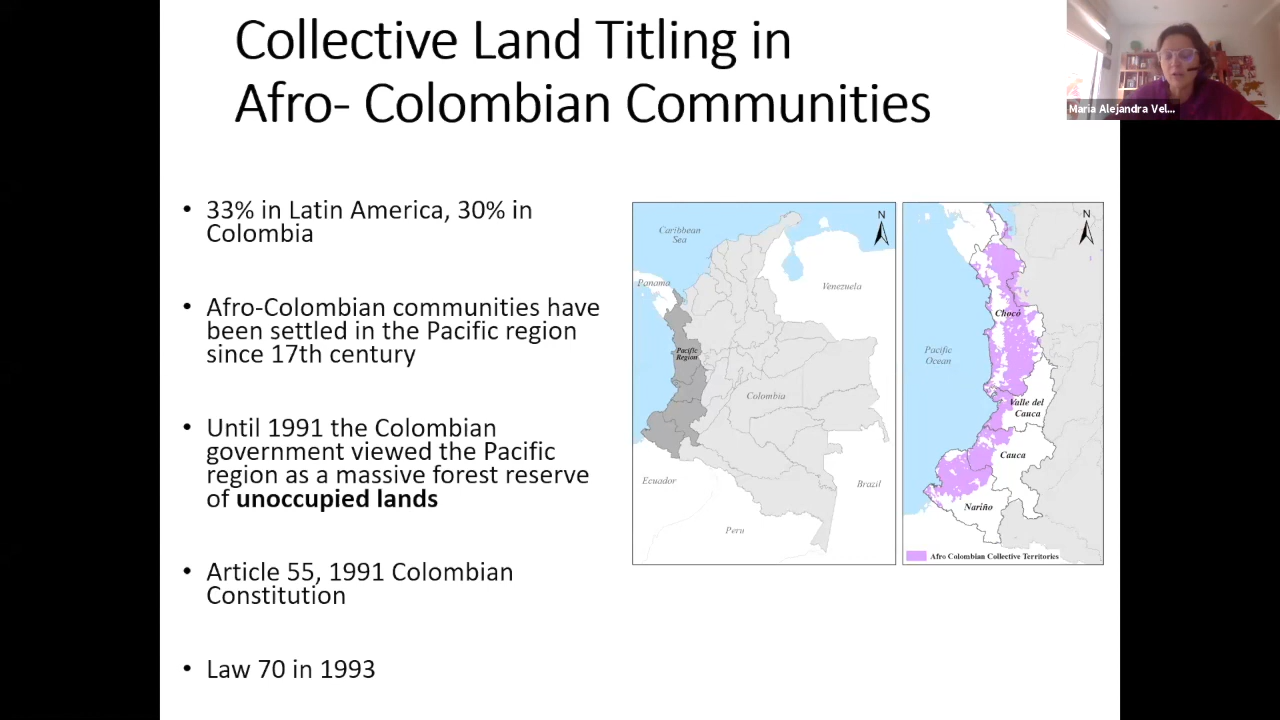 Collective Land Titling in
Afro- Colombian Communities
Maria Alejandra Vel...
• 33% in Latin America, 30% in
Colombia
• Afro-Colombian communities have
been settled in the Pacific region
since 17th century
• Until 1991 the Colombian
government viewed the Pacific
region as a massive forest reserve
of unoccupied lands
• Article 55, 1991 Colombian
Constitution
• Law 70 in 1993
N
Caribbean
Sea
Panama
Venezuela
Pacific
Region
Colombia
Ecuador
Brazil
Peru
N
Chocó
Pacific
Ocean
Valle del
Cauca
Cauca
Nariño
Afro Colombian Collective Territories